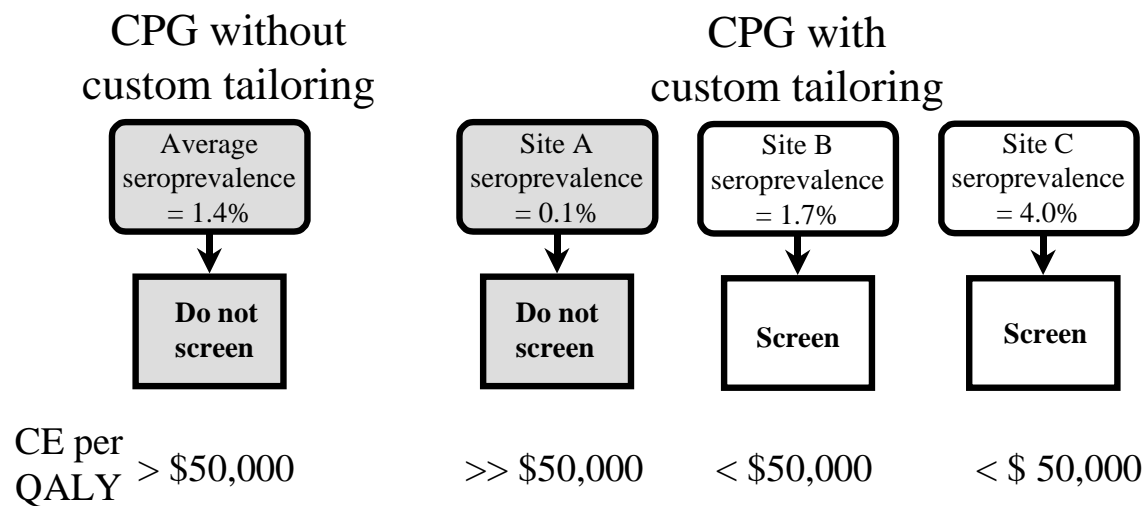 CPG without
custom tailoring
CPG with
custom tailoring
Average
seroprevalence
= 1.4%
Site A
seroprevalence
= 0.1%
Site B
seroprevalence
= 1.7%
Site C
seroprevalence
= 4.0%
Do not
screen
Do not
screen
Screen
Screen
CE per
QALY
> $50,000
>> $50,000
< $50,000
< $ 50,000